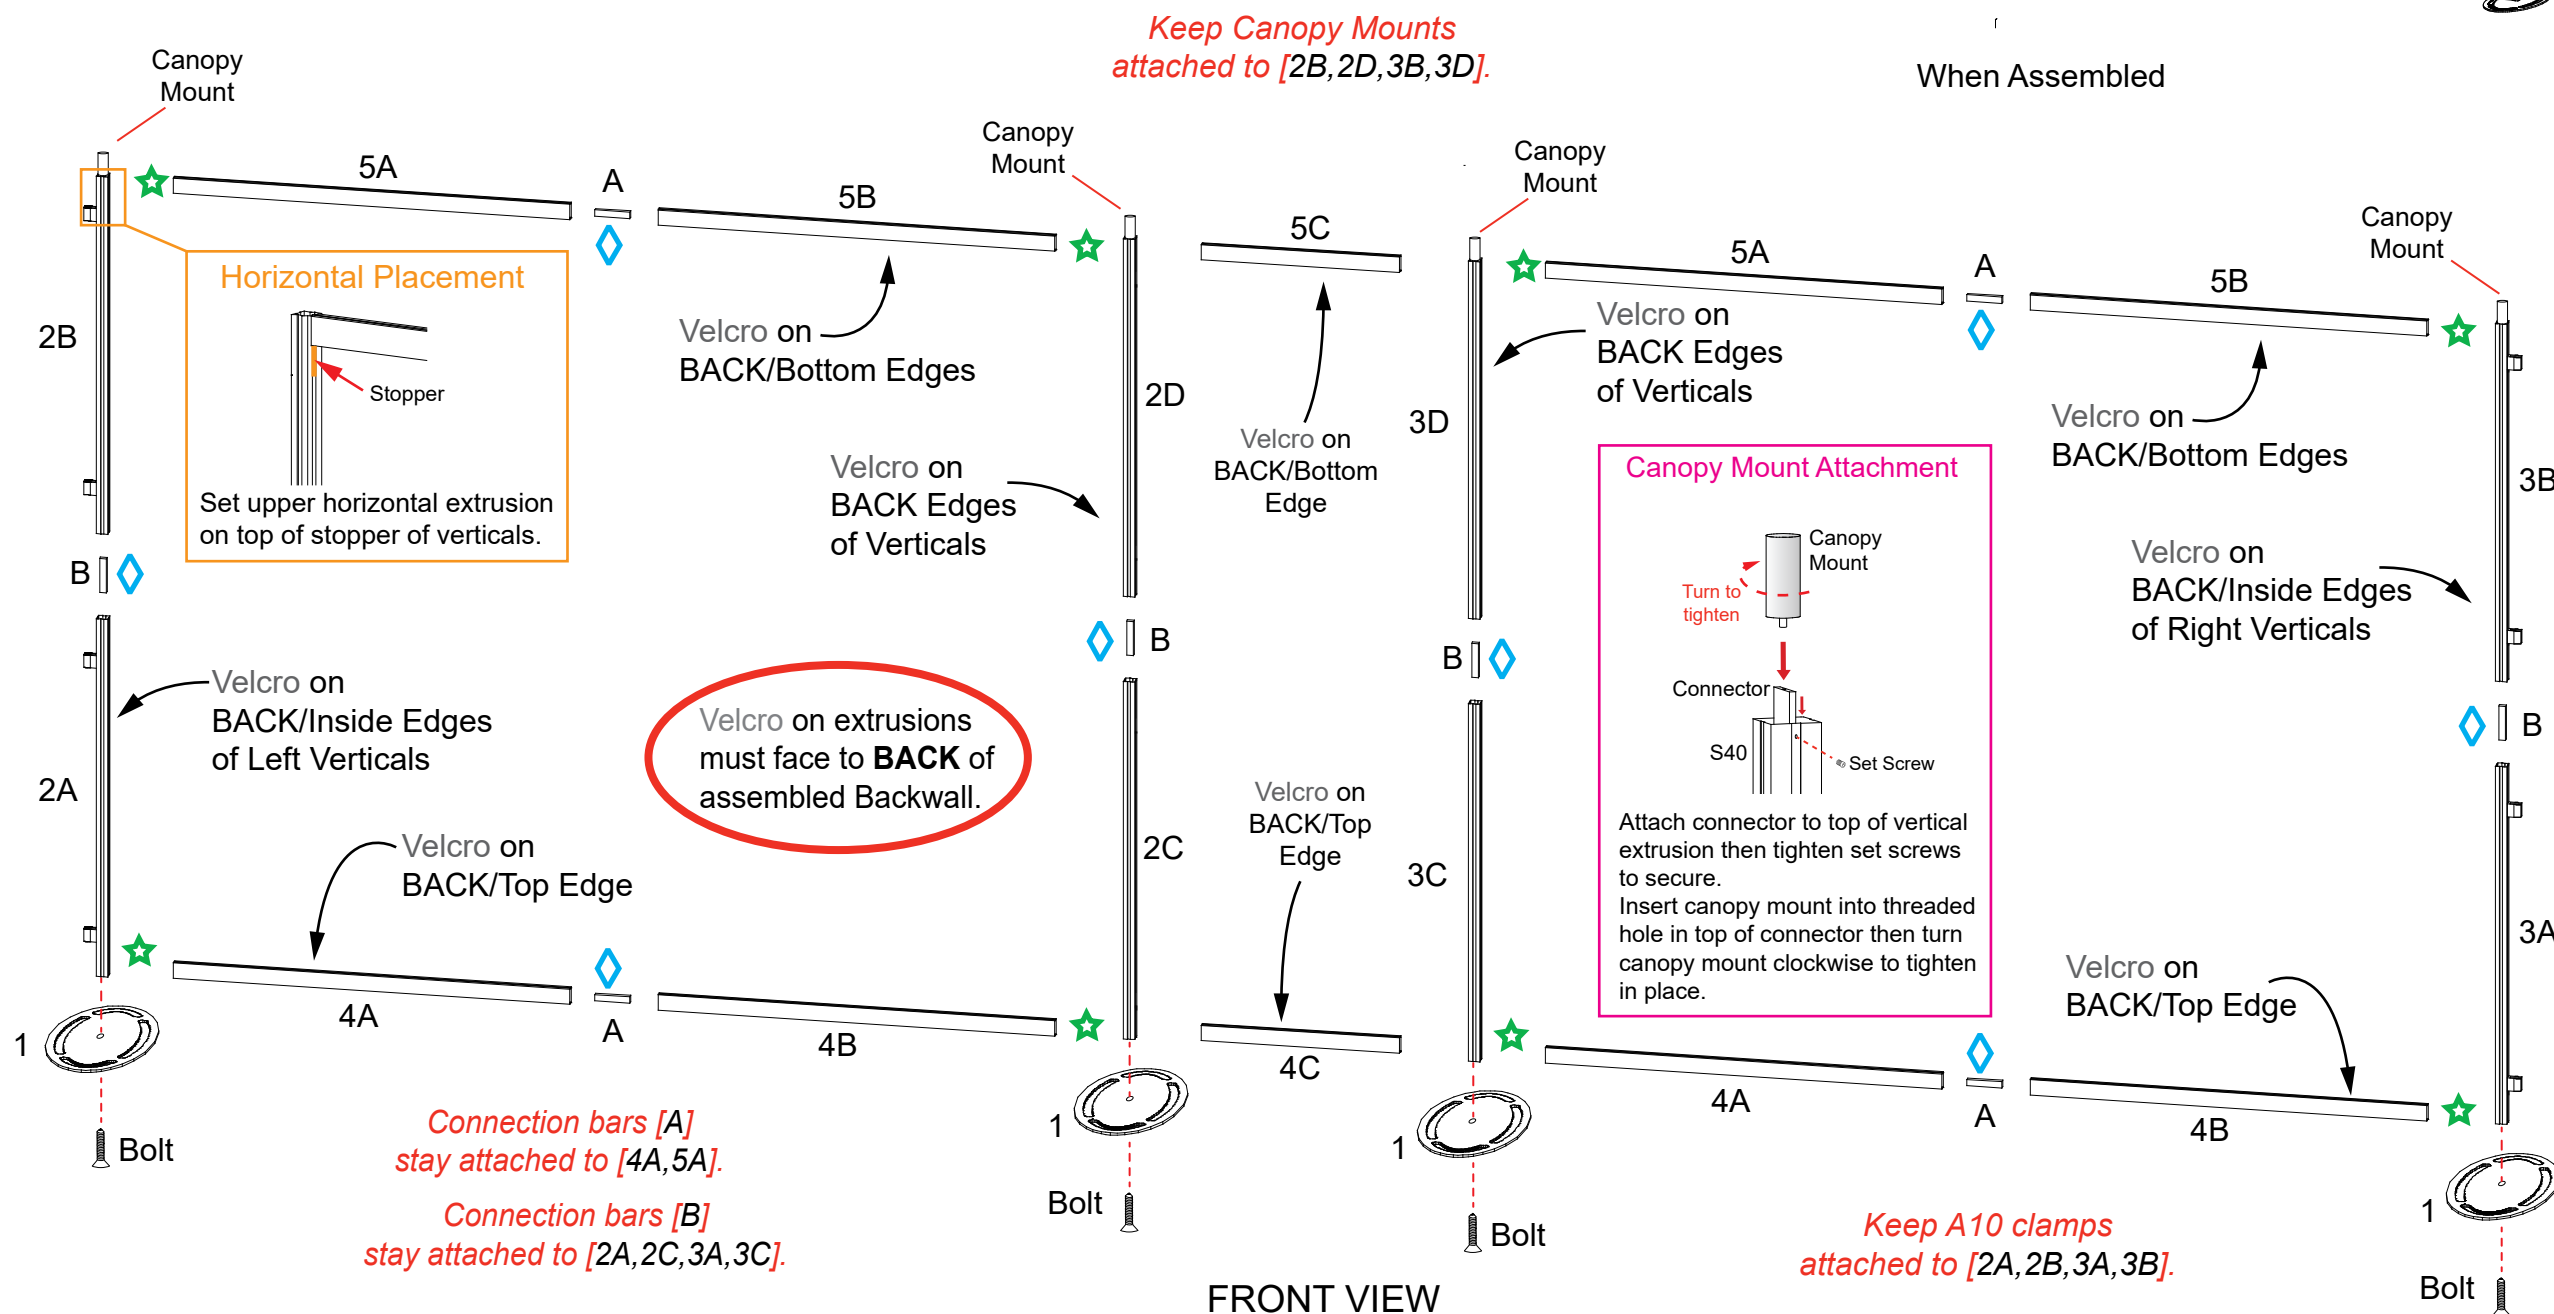 Keep Canopy Mounts
attached to [2B,2D,3B,3D].
When Assembled
Canopy
Mount
Canopy
Mount
Canopy
Mount
Canopy
Mount
5A
A
5B
5C
5A
A
5B
Horizontal Placement
Stopper
Set upper horizontal extrusion
on top of stopper of verticals.
2B
Velcro on
BACK/Bottom Edges
2D
Velcro on
BACK Edges
of Verticals
Velcro on
BACK/Bottom
Edge
3D
Velcro on
BACK Edges
of Verticals
Velcro on
BACK/Bottom Edges
3B
Canopy Mount Attachment
Canopy
Mount
Turn to
tighten
Connector
S40
Set Screw
Attach connector to top of vertical
extrusion then tighten set screws
to secure.
Insert canopy mount into threaded
hole in top of connector then turn
canopy mount clockwise to tighten
in place.
Velcro on
BACK/Inside Edges
of Right Verticals
B
B
B
B
Velcro on
BACK/Inside Edges
of Left Verticals
Velcro on extrusions
must face to BACK of
assembled Backwall.
2A
Velcro on
BACK/Top Edge
2C
Velcro on
BACK/Top
Edge
3C
3A
Velcro on
BACK/Top Edge
1
4A
A
4B
1
4C
1
4A
A
4B
1
Bolt
Bolt
Bolt
Bolt
Connection bars [A]
stay attached to [4A,5A].
Connection bars [B]
stay attached to [2A,2C,3A,3C].
Keep A10 clamps
attached to [2A,2B,3A,3B].
FRONT VIEW